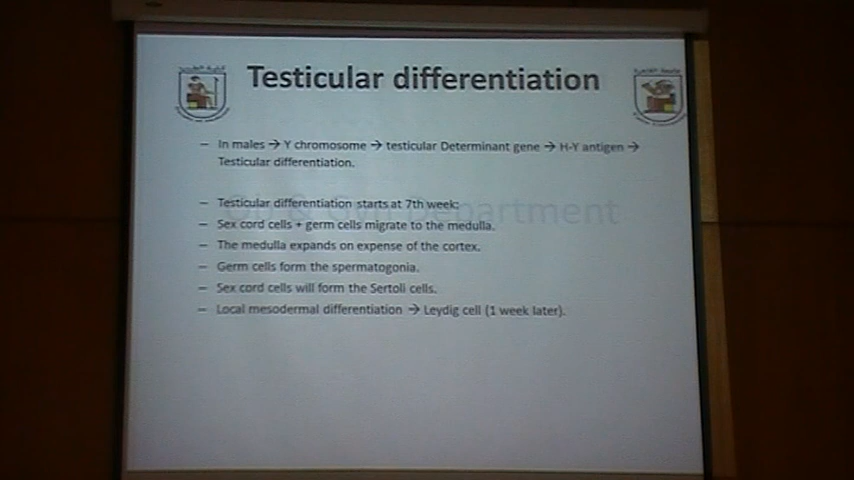 Testicular differentiation
– In males → Y chromosome → testicular Determinant gene → H-Y antigen →
Testicular differentiation.
– Testicular differentiation starts at 7th week:
– Sex cord cells + germ cells migrate to the medulla.
– The medulla expands on expense of the cortex.
– Germ cells form the spermatogonia.
– Sex cord cells will form the Sertoli cells.
– Local mesodermal differentiation → Leydig cell (1 week later).